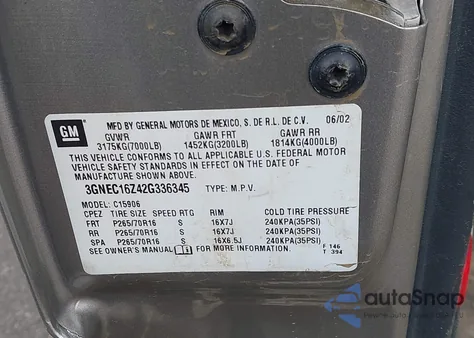 GM
MFD BY GENERAL MOTORS DE MEXICO, S. DE R.L. DE C.V. 06/02
GVWR GAWR FRT GAWR RR
3175KG(7000LB) 1452KG(3200LB) 1814KG(4000LB)
THIS VEHICLE CONFORMS TO ALL APPLICABLE U.S. FEDERAL MOTOR
VEHICLE SAFETY STANDARDS IN EFFECT ON THE DATE OF
MANUFACTURE SHOWN ABOVE.
3GNEC16Z42G336345 TYPE: M.P.V.
MODEL: C15906
CPEZ TIRE SIZE SPEED RTG RIM COLD TIRE PRESSURE
FRT P265/70R16 S 16X7J 240KPA(35PSI)
RR P265/70R16 S 16X7J 240KPA(35PSI)
SPA P265/70R16 S 16X6.5J 240KPA(35PSI)
SEE OWNER'S MANUAL FOR MORE INFORMATION
F 146
T 394
autoSnap